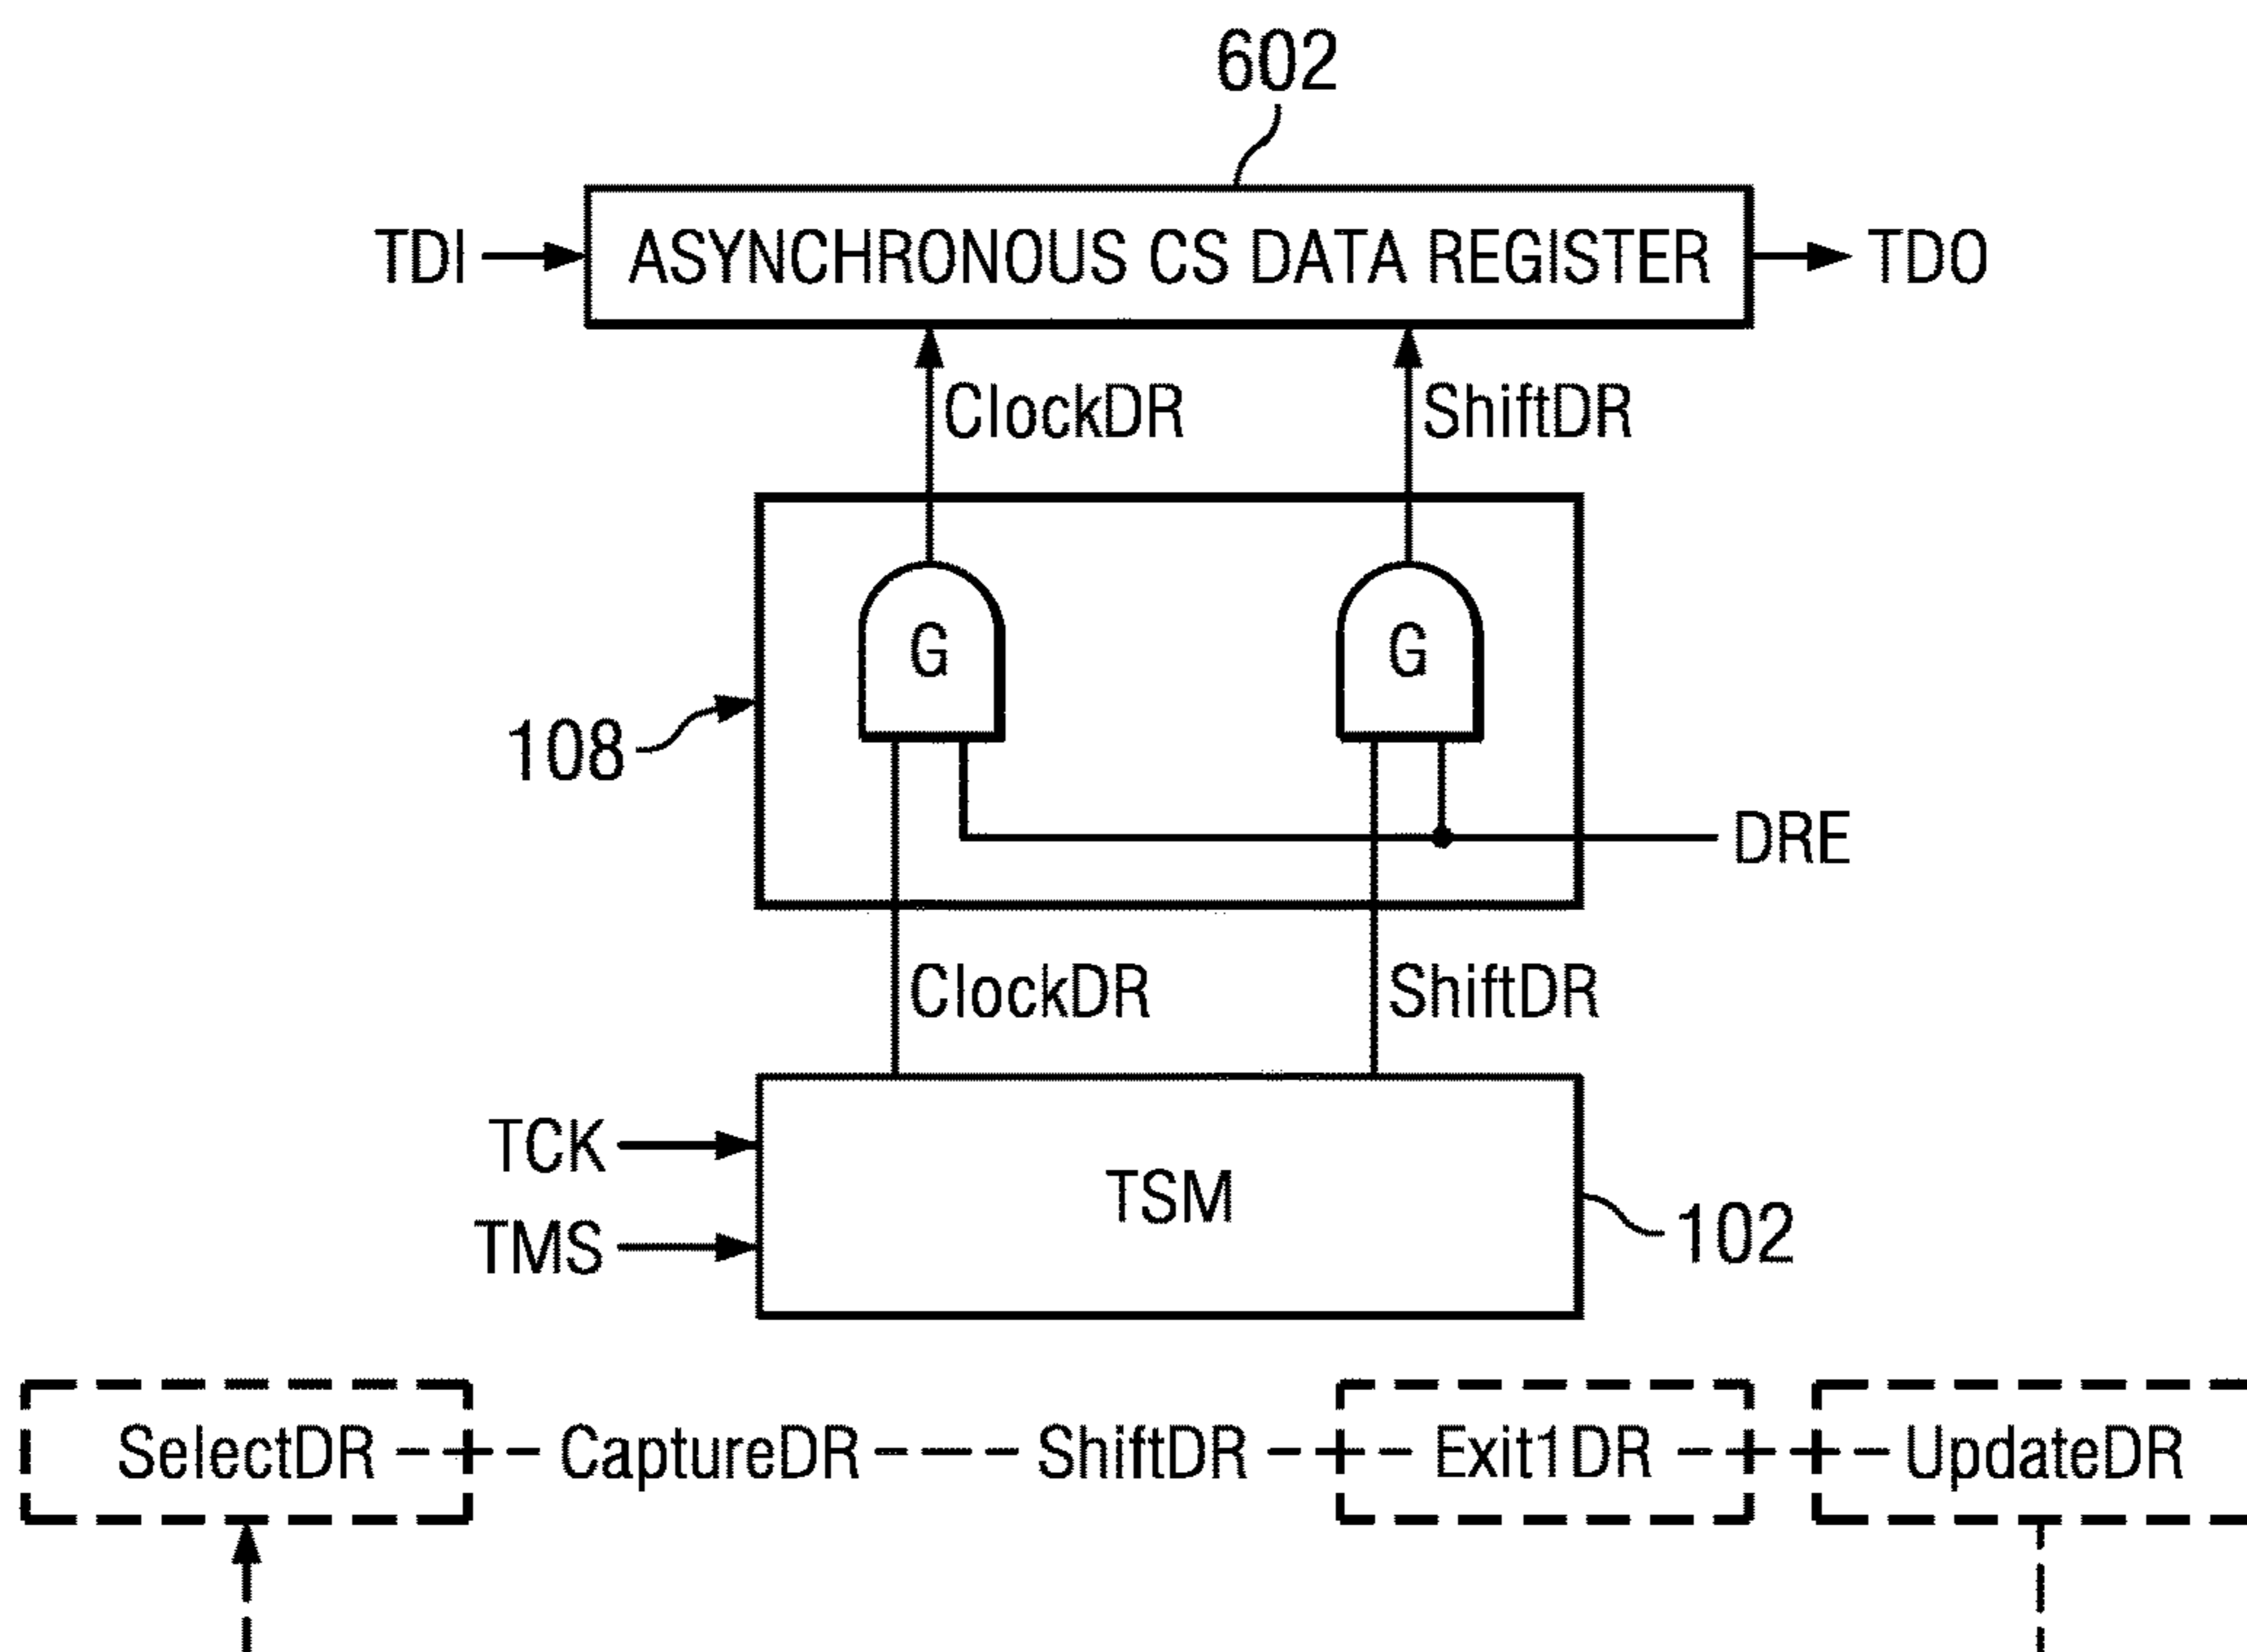 602
TDI ASYNCHRONOUS CS DATA REGISTER TDO
ClockDR ShiftDR
G G
108
DRE
ClockDR ShiftDR
TCK
TSM
TMS
102
SelectDR CaptureDR ShiftDR Exit1DR UpdateDR